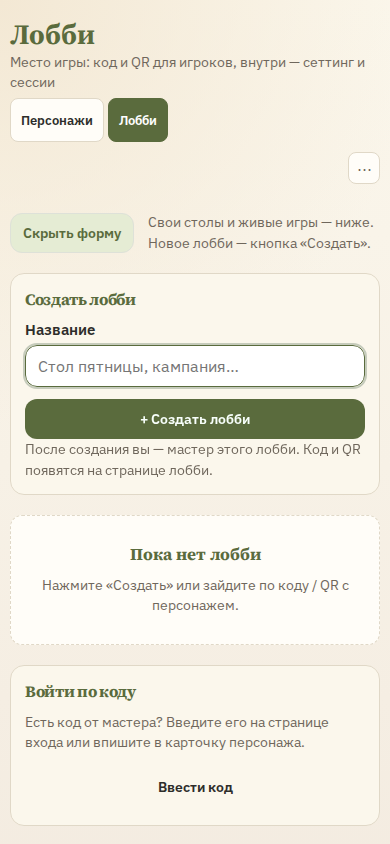 Лобби
Место игры: код и QR для игроков, внутри — сеттинг и
сессии
Персонажи
Лобби
...
Скрыть форму
Свои столы и живые игры — ниже.
Новое лобби — кнопка «Создать».
Создать лобби
Название
Стол пятницы, кампания…
+ Создать лобби
После создания вы — мастер этого лобби. Код и QR
появятся на странице лобби.
Пока нет лобби
Нажмите «Создать» или зайдите по коду / QR с
персонажем.
Войти по коду
Есть код от мастера? Введите его на странице
входа или впишите в карточку персонажа.
Ввести код